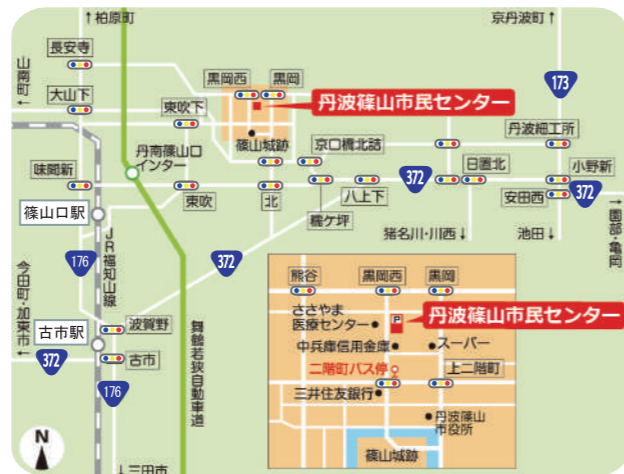 ↑柏原町
京丹波町↑
長安寺
山南町←
大山下
東吹下
黒岡西
黒岡
丹波篠山市民センター
173
丹南篠山口
インター
篠山城跡
京口橋北詰
丹波細工所
味間新
東吹
北
糯ケ坪
八上下
372
日置北
小野新
372
安田西
篠山口駅
JR福知山線
176
372
猪名川・川西↓
池田↓
→園部・亀岡
今田町・加東市←
372
古市駅
波賀野
古市
176
舞鶴若狭自動車道
N
↓三田市
熊谷
黒岡西
黒岡
P
丹波篠山市民センター
ささやま
医療センター
中兵庫信用金庫
スーパー
二階町バス停
上二階町
三井住友銀行
丹波篠山
市役所
篠山城跡